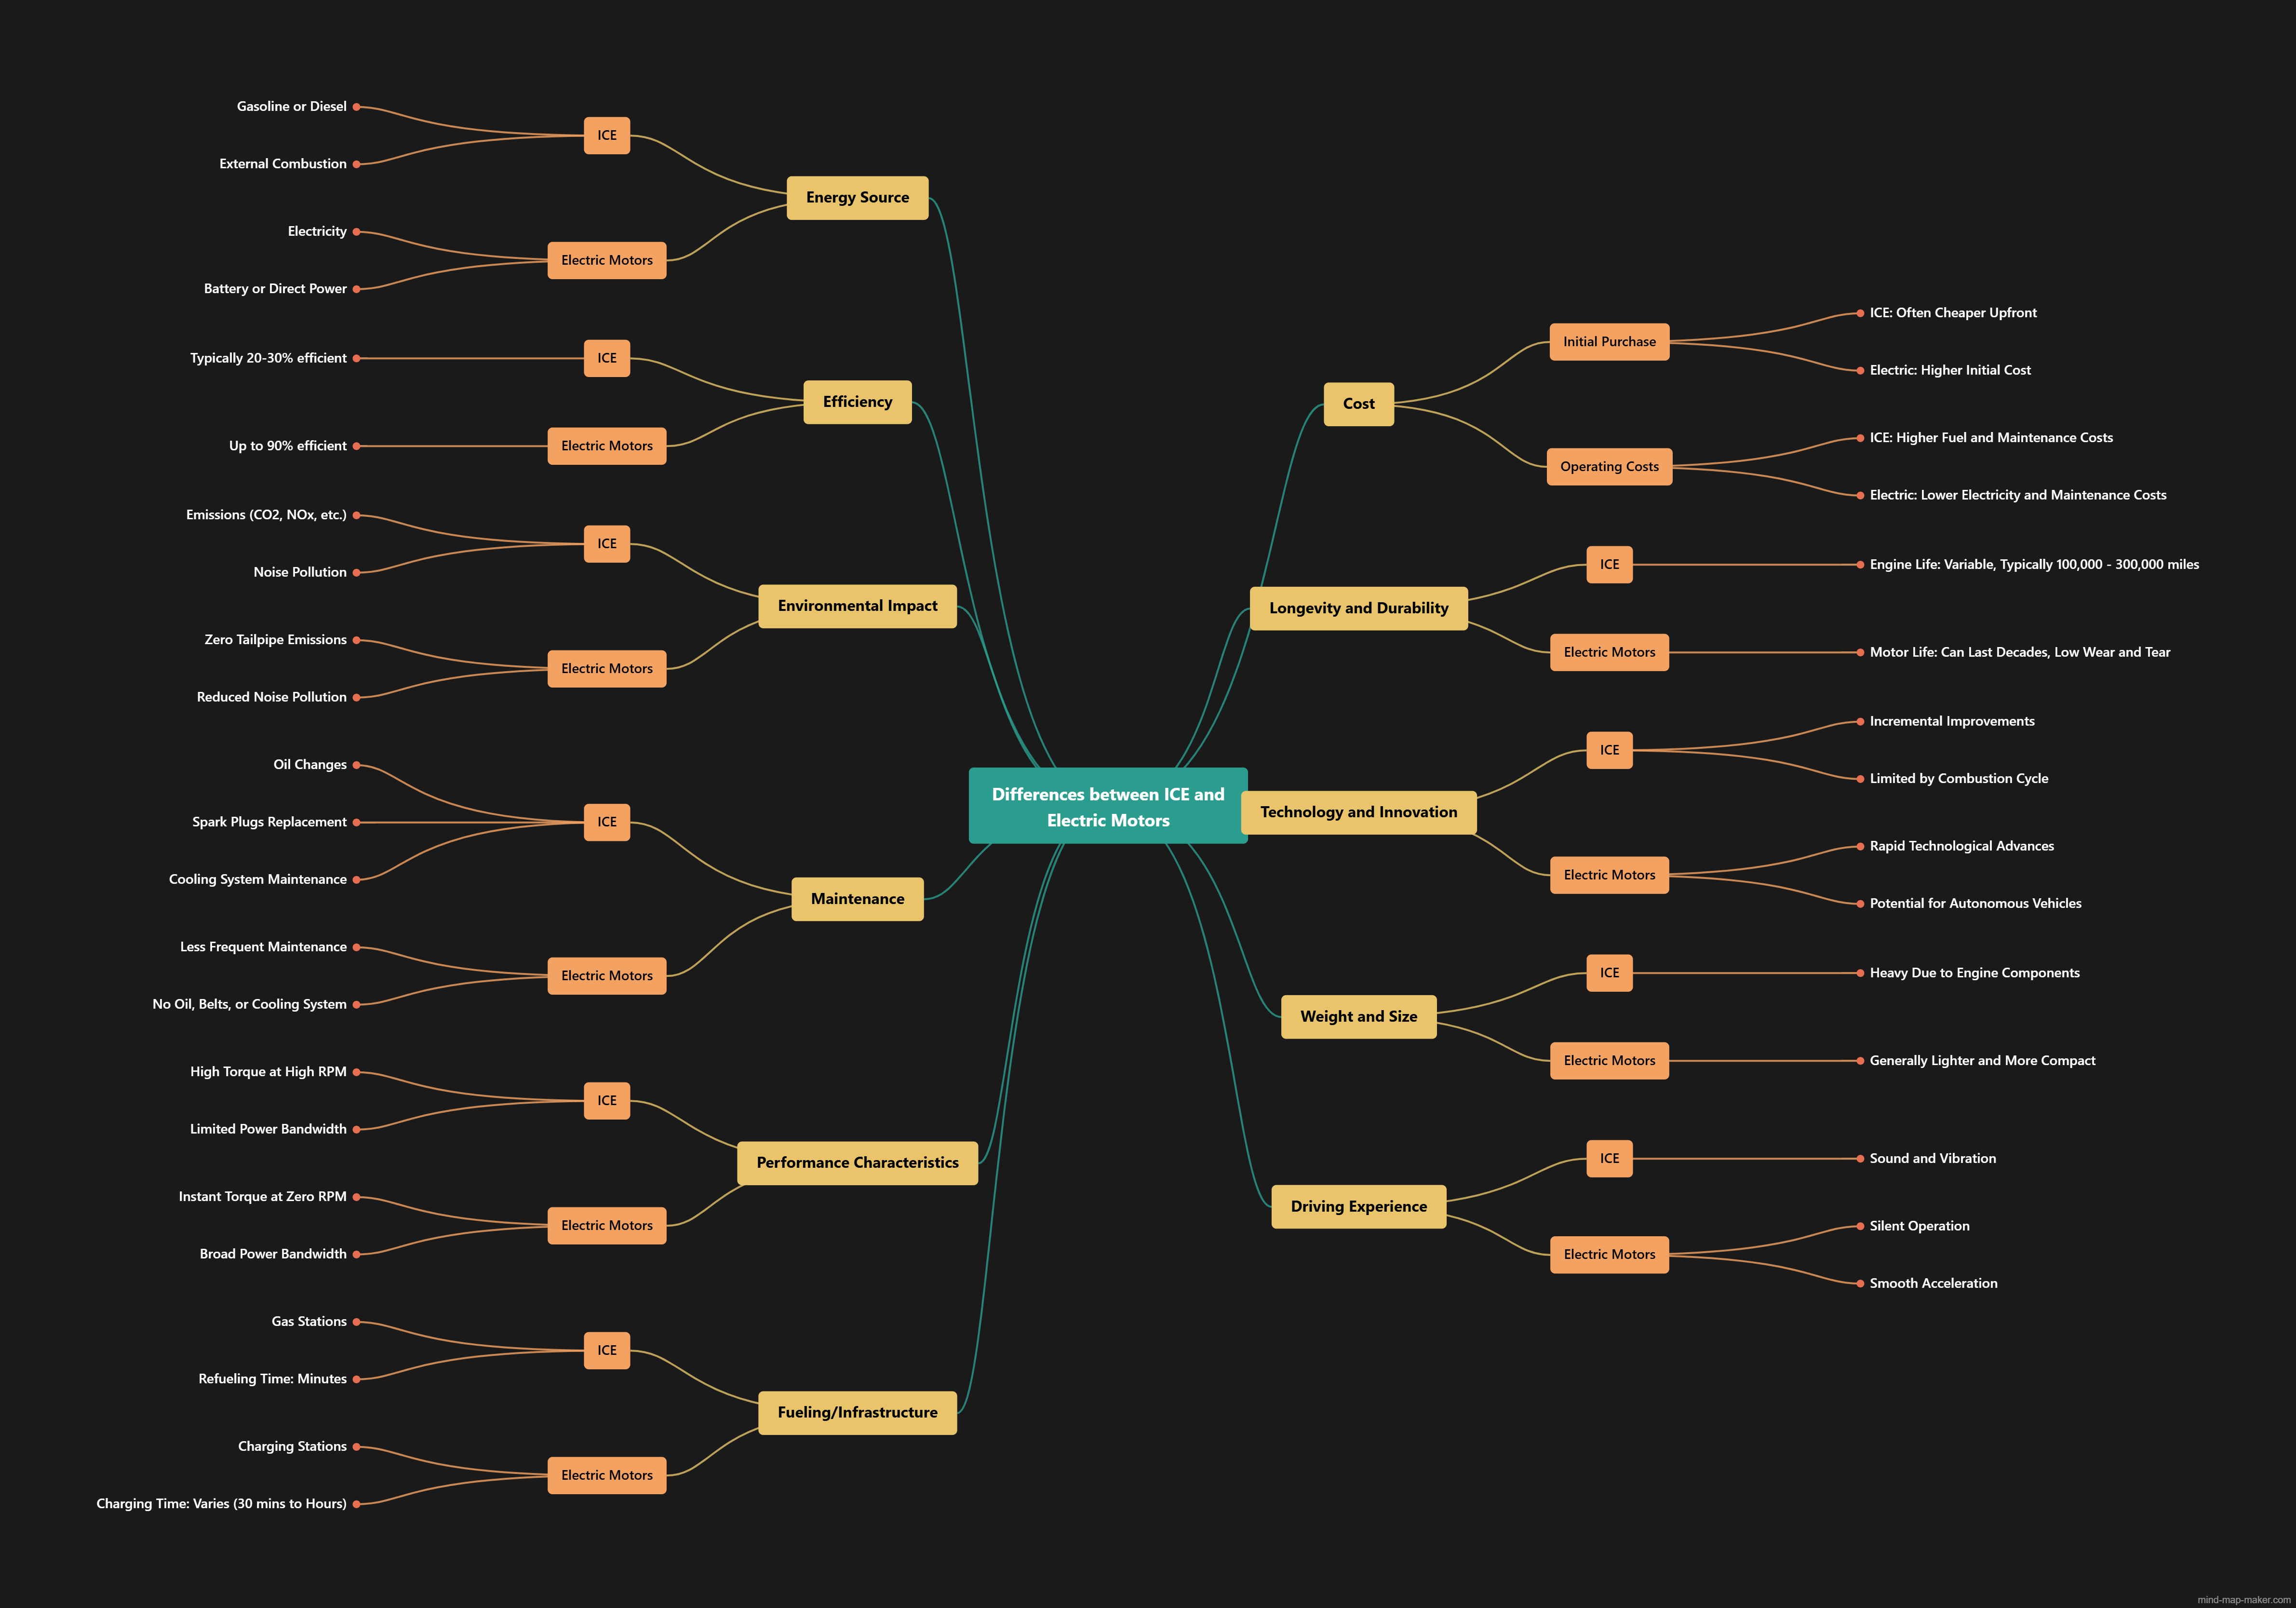 Differences between ICE and
Electric Motors
Energy Source
ICE
Gasoline or Diesel
External Combustion
Electric Motors
Electricity
Battery or Direct Power
Efficiency
ICE
Typically 20-30% efficient
Electric Motors
Up to 90% efficient
Environmental Impact
ICE
Emissions (CO2, NOx, etc.)
Noise Pollution
Electric Motors
Zero Tailpipe Emissions
Reduced Noise Pollution
Maintenance
ICE
Oil Changes
Spark Plugs Replacement
Cooling System Maintenance
Electric Motors
Less Frequent Maintenance
No Oil, Belts, or Cooling System
Performance Characteristics
ICE
High Torque at High RPM
Limited Power Bandwidth
Electric Motors
Instant Torque at Zero RPM
Broad Power Bandwidth
Fueling/Infrastructure
ICE
Gas Stations
Refueling Time: Minutes
Electric Motors
Charging Stations
Charging Time: Varies (30 mins to Hours)
Cost
Initial Purchase
ICE: Often Cheaper Upfront
Electric: Higher Initial Cost
Operating Costs
ICE: Higher Fuel and Maintenance Costs
Electric: Lower Electricity and Maintenance Costs
Longevity and Durability
ICE
Engine Life: Variable, Typically 100,000 - 300,000 miles
Electric Motors
Motor Life: Can Last Decades, Low Wear and Tear
Technology and Innovation
ICE
Incremental Improvements
Limited by Combustion Cycle
Electric Motors
Rapid Technological Advances
Potential for Autonomous Vehicles
Weight and Size
ICE
Heavy Due to Engine Components
Electric Motors
Generally Lighter and More Compact
Driving Experience
ICE
Sound and Vibration
Electric Motors
Silent Operation
Smooth Acceleration
mind-map-maker.com